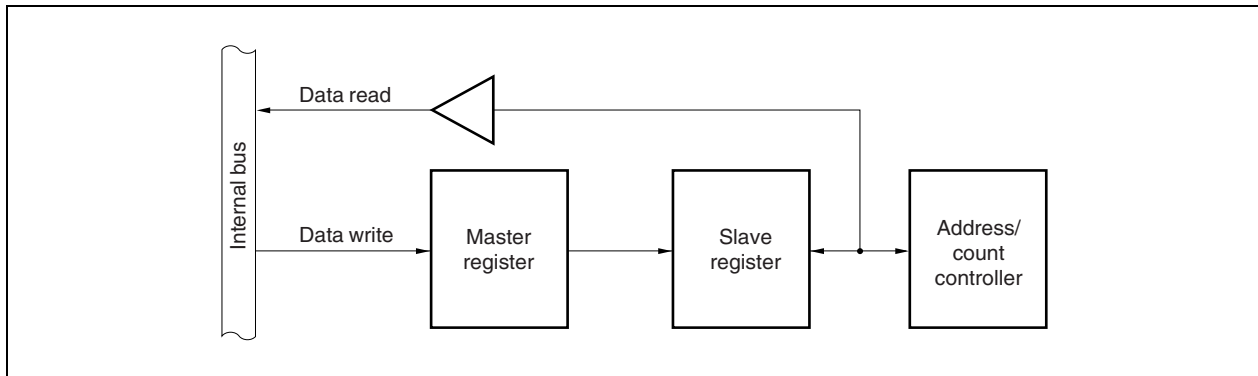 Data read
Internal bus
Data write
Master
register
Slave
register
Address/
count
controller